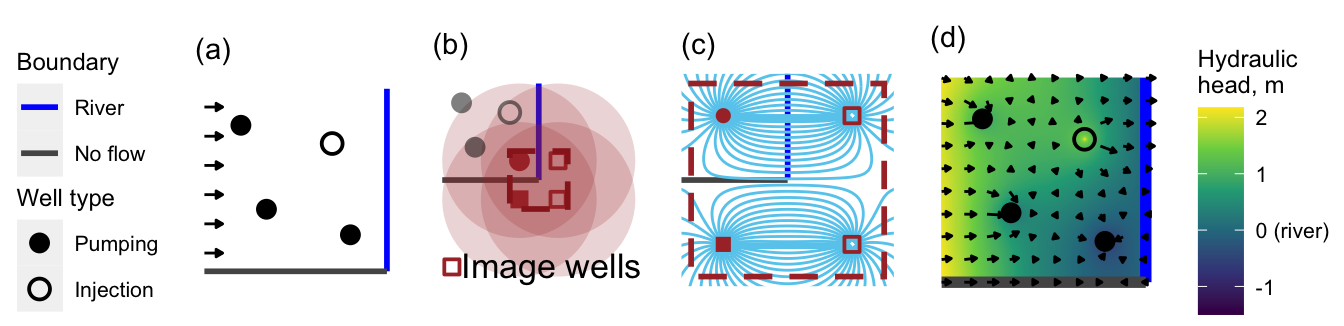 Boundary
River
No flow
Well type
Pumping
Injection
(a)
(b)
Image wells
(c)
(d)
Hydraulic
head, m
2
1
0 (river)
-1